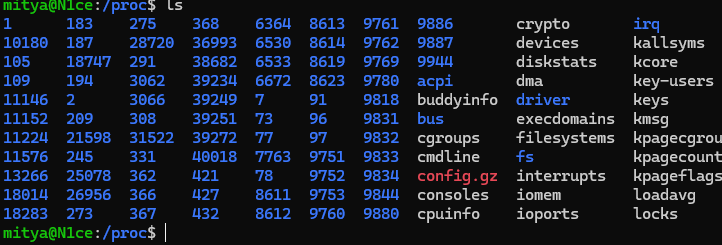 mitya@N1ce:/proc$ ls
1 183 275 368 6364 8613 9761 9886 crypto irq
10180 187 28720 36993 6530 8614 9762 9887 devices kallsyms
105 18747 291 38682 6533 8619 9769 9944 diskstats kcore
109 194 3062 39234 6672 8623 9780 acpi dma key-users
11146 2 3066 39249 7 91 9818 buddyinfo driver keys
11152 209 308 39251 73 96 9831 bus execdomains kmsg
11224 21598 31522 39272 77 97 9832 cgroups filesystems kpagecgrou
11576 245 331 40018 7763 9751 9833 cmdline fs kpagecount
13266 25078 362 421 78 9752 9834 config.gz interrupts kpageflags
18014 26956 366 427 8611 9753 9844 consoles iomem loadavg
18283 273 367 432 8612 9760 9880 cpuinfo ioports locks
mitya@N1ce:/proc$